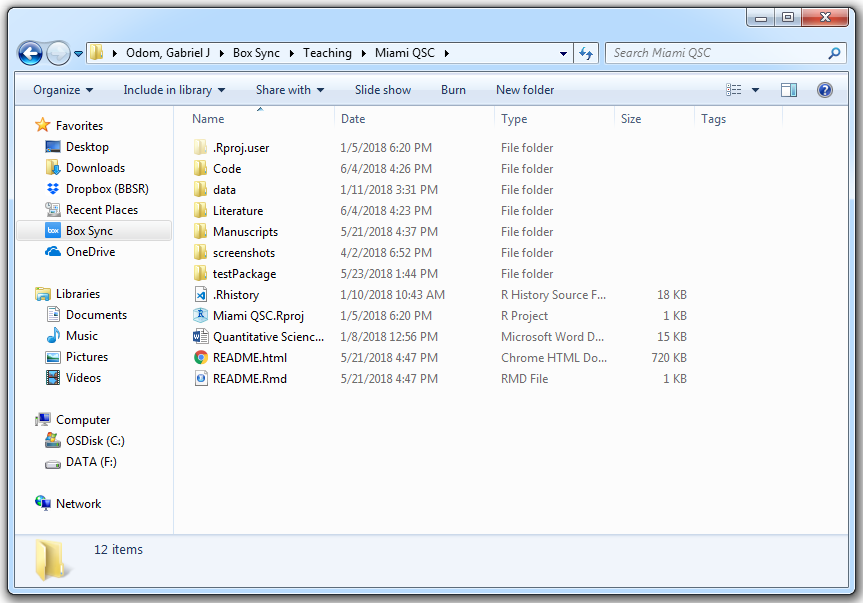 Odom, Gabriel J Box Sync Teaching Miami QSC Search Miami QSC
Organize Include in library Share with Slide show Burn New folder
Name Date Type Size Tags
Favorites
Desktop
Downloads
Dropbox (BBSR)
Recent Places
box Box Sync
OneDrive
Libraries
Documents
Music
Pictures
Videos
Computer
OSDisk (C:)
DATA (F:)
Network
.Rproj.user 1/5/2018 6:20 PM File folder
Code 6/4/2018 4:26 PM File folder
data 1/11/2018 3:31 PM File folder
Literature 6/4/2018 4:23 PM File folder
Manuscripts 5/21/2018 4:37 PM File folder
screenshots 4/2/2018 6:52 PM File folder
testPackage 5/23/2018 1:44 PM File folder
.Rhistory 1/10/2018 10:43 AM R History Source F... 18 KB
Miami QSC.Rproj 1/5/2018 6:20 PM R Project 1 KB
Quantitative Scienc... 1/8/2018 12:56 PM Microsoft Word D... 15 KB
README.html 5/21/2018 4:47 PM Chrome HTML Do... 720 KB
README.Rmd 5/21/2018 4:47 PM RMD File 1 KB
12 items